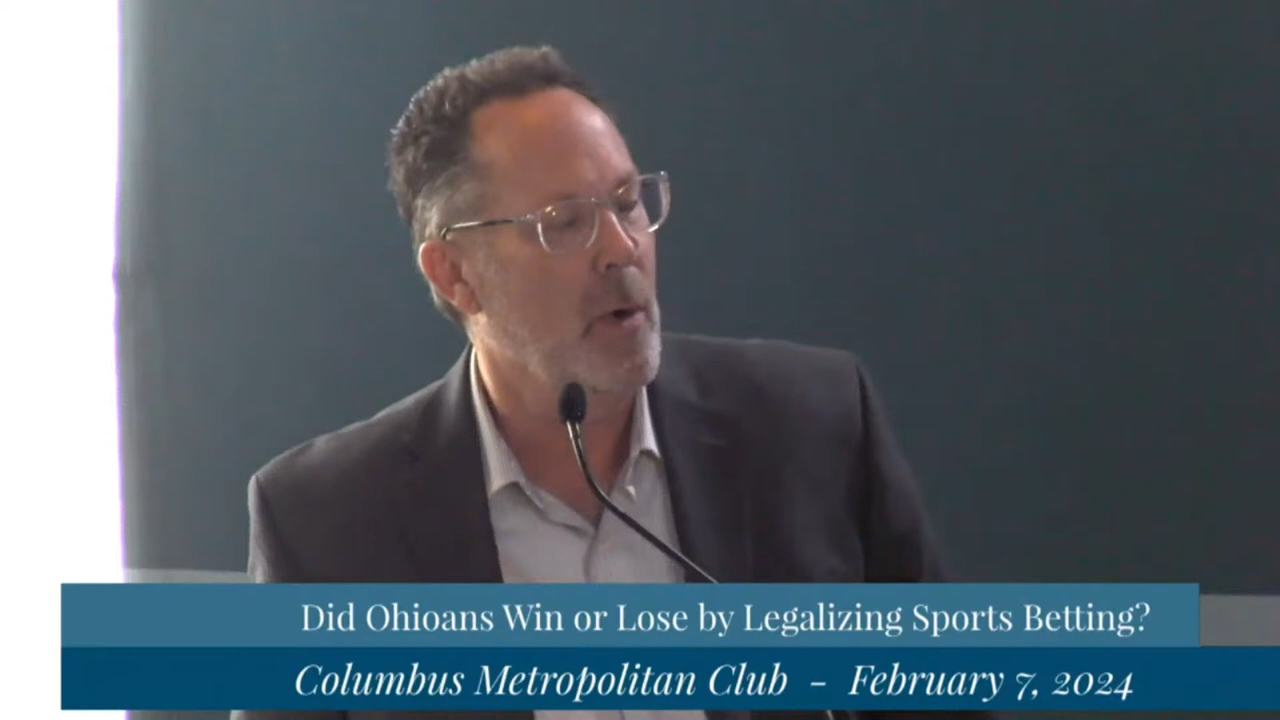 Did Ohioans Win or Lose by Legalizing Sports Betting?
Columbus Metropolitan Club - February 7, 2024